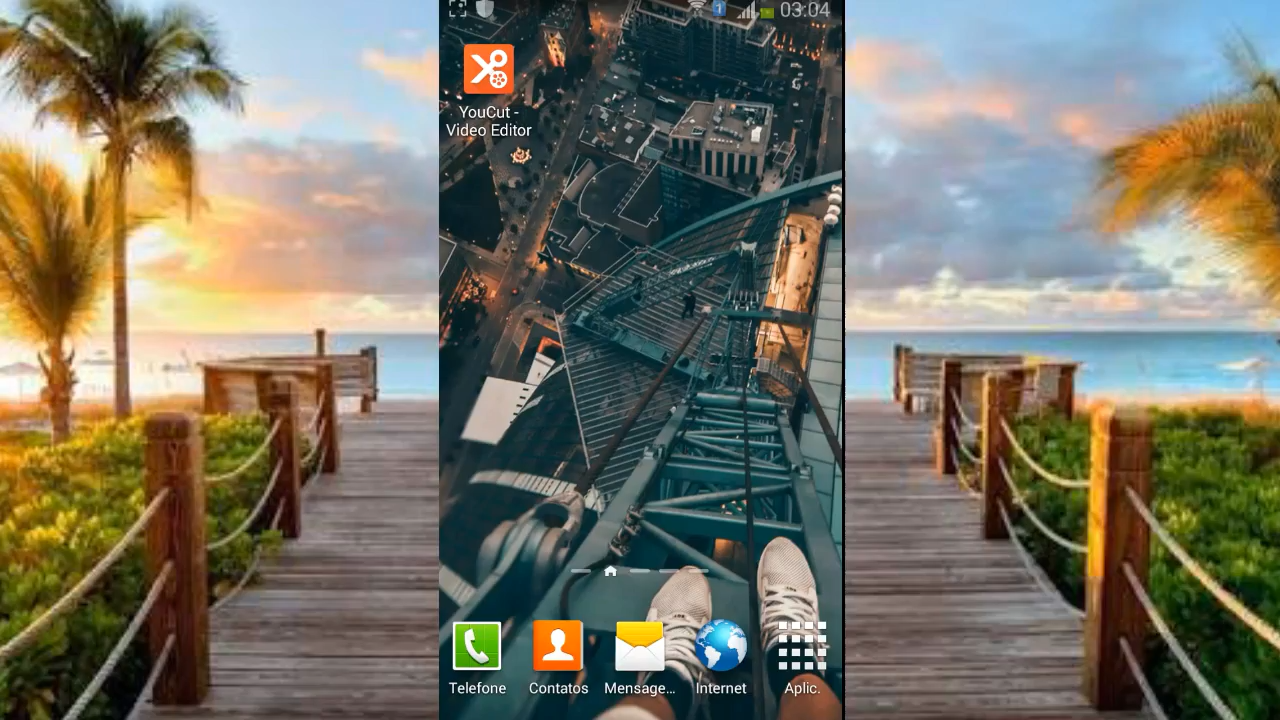 03:04
YouCut -
Video Editor
Telefone
Contatos
Mensage...
Internet
Aplic.